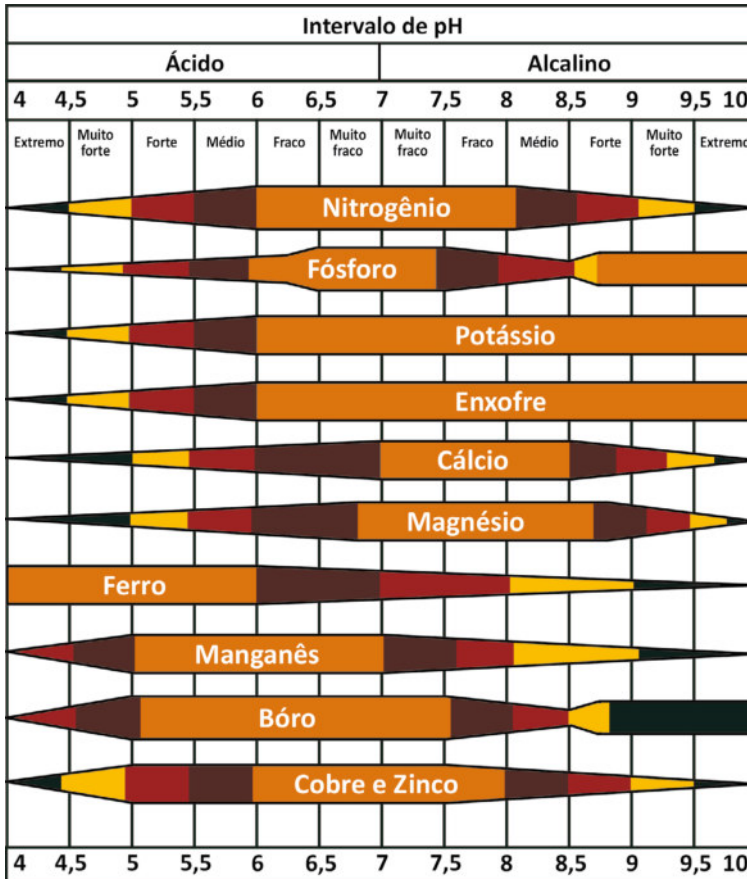 Intervalo de pH
Ácido Alcalino
4 4,5 5 5,5 6 6,5 7 7,5 8 8,5 9 9,5 10
Extremo Muito forte Forte Médio Fraco Muito fraco Muito fraco Fraco Médio Forte Muito forte Extremo
Nitrogênio
Fósforo
Potássio
Enxofre
Cálcio
Magnésio
Ferro
Manganês
Bóro
Cobre e Zinco
4 4,5 5 5,5 6 6,5 7 7,5 8 8,5 9 9,5 10